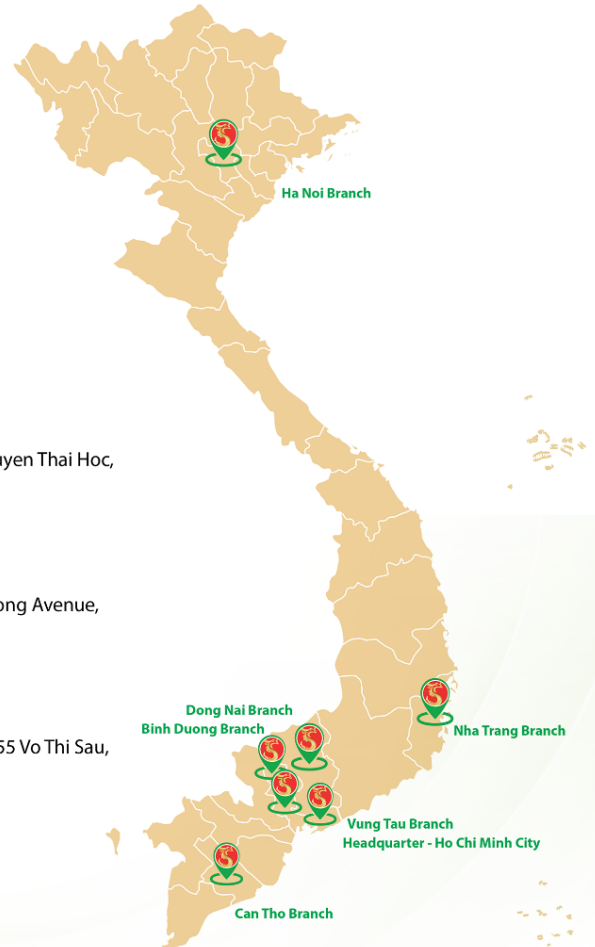 Ha Noi Branch
uyen Thai Hoc,
ong Avenue,
Dong Nai Branch
Binh Duong Branch
Nha Trang Branch
55 Vo Thi Sau,
Vung Tau Branch
Headquarter - Ho Chi Minh City
Can Tho Branch